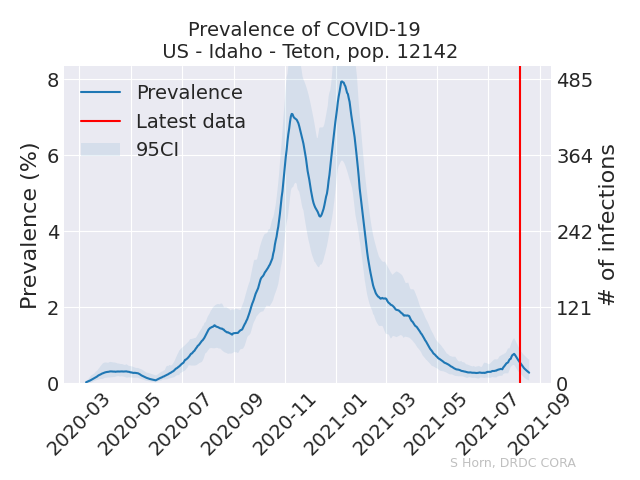 Prevalence of COVID-19
US - Idaho - Teton, pop. 12142
Prevalence
Latest data
95CI
Prevalence (%)
8
6
4
2
0
485
364
242
121
0
# of infections
2020-03
2020-05
2020-07
2020-09
2020-11
2021-01
2021-03
2021-05
2021-07
2021-09
S Horn, DRDC CORA